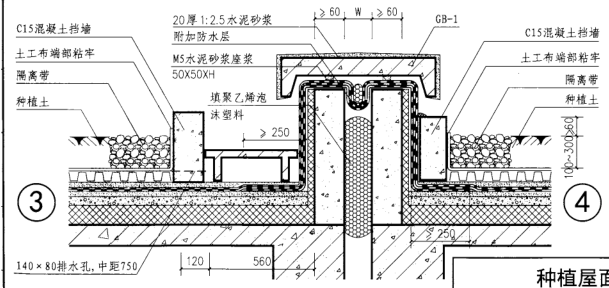 C15混凝土挡墙
土工布端部粘牢
隔离带
种植土
20厚1:2.5水泥砂浆
附加防水层
M5水泥砂浆座浆
50X50XH
填聚乙烯泡
沫塑料
≥250
≥60
W
≥60
GB-1
C15混凝土挡墙
土工布端部粘牢
隔离带
种植土
≥60
100~300
3
4
≥250
140×80排水孔,中距750
120
560
种植屋面